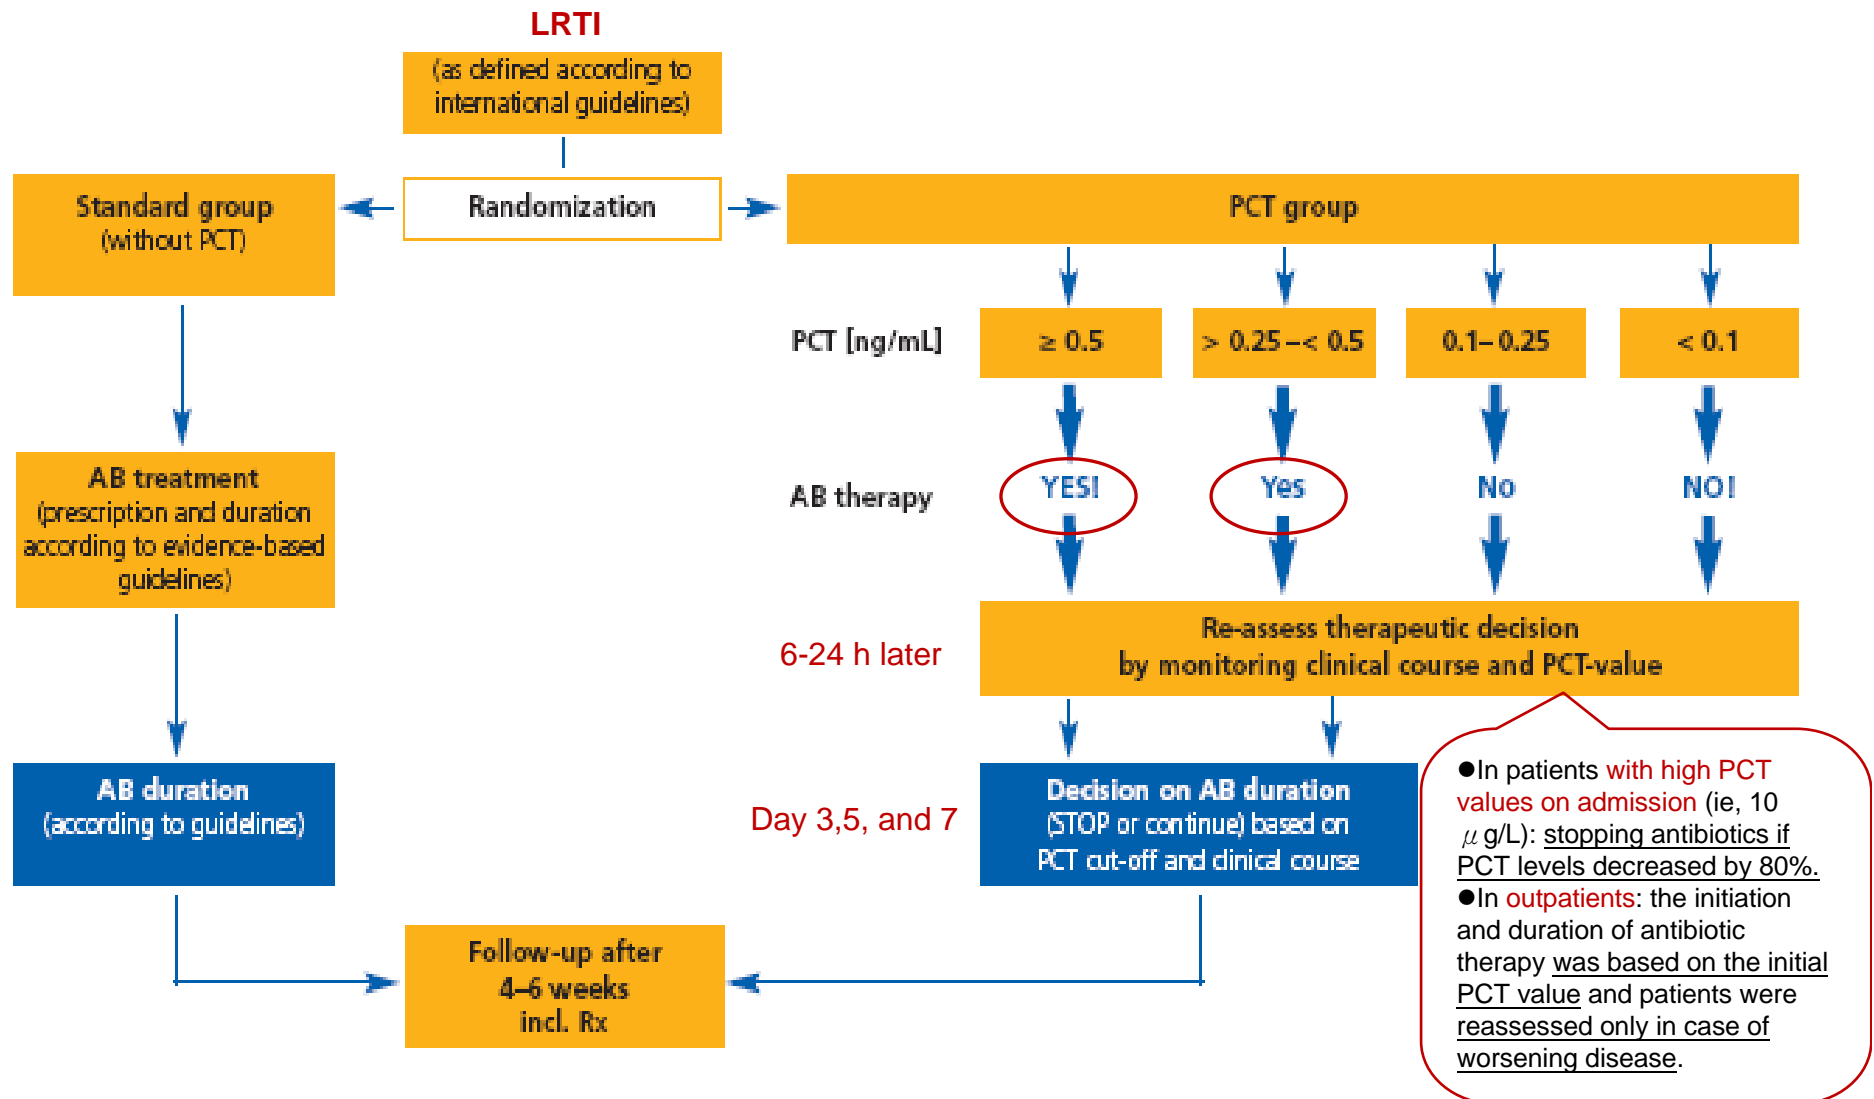 LRTI
(as defined according to
international guidelines)
Standard group
(without PCT)
Randomization
PCT group
PCT [ng/mL]
≥ 0.5
> 0.25 – < 0.5
0.1 – 0.25
< 0.1
AB therapy
YES!
Yes
No
NO!
AB treatment
(prescription and duration
according to evidence-based
guidelines)
6-24 h later
Re-assess therapeutic decision
by monitoring clinical course and PCT-value
AB duration
(according to guidelines)
Day 3,5, and 7
Decision on AB duration
(STOP or continue) based on
PCT cut-off and clinical course
●In patients with high PCT
values on admission (ie, 10
μg/L): stopping antibiotics if
PCT levels decreased by 80%.
●In outpatients: the initiation
and duration of antibiotic
therapy was based on the initial
PCT value and patients were
reassessed only in case of
worsening disease.
Follow-up after
4–6 weeks
incl. Rx